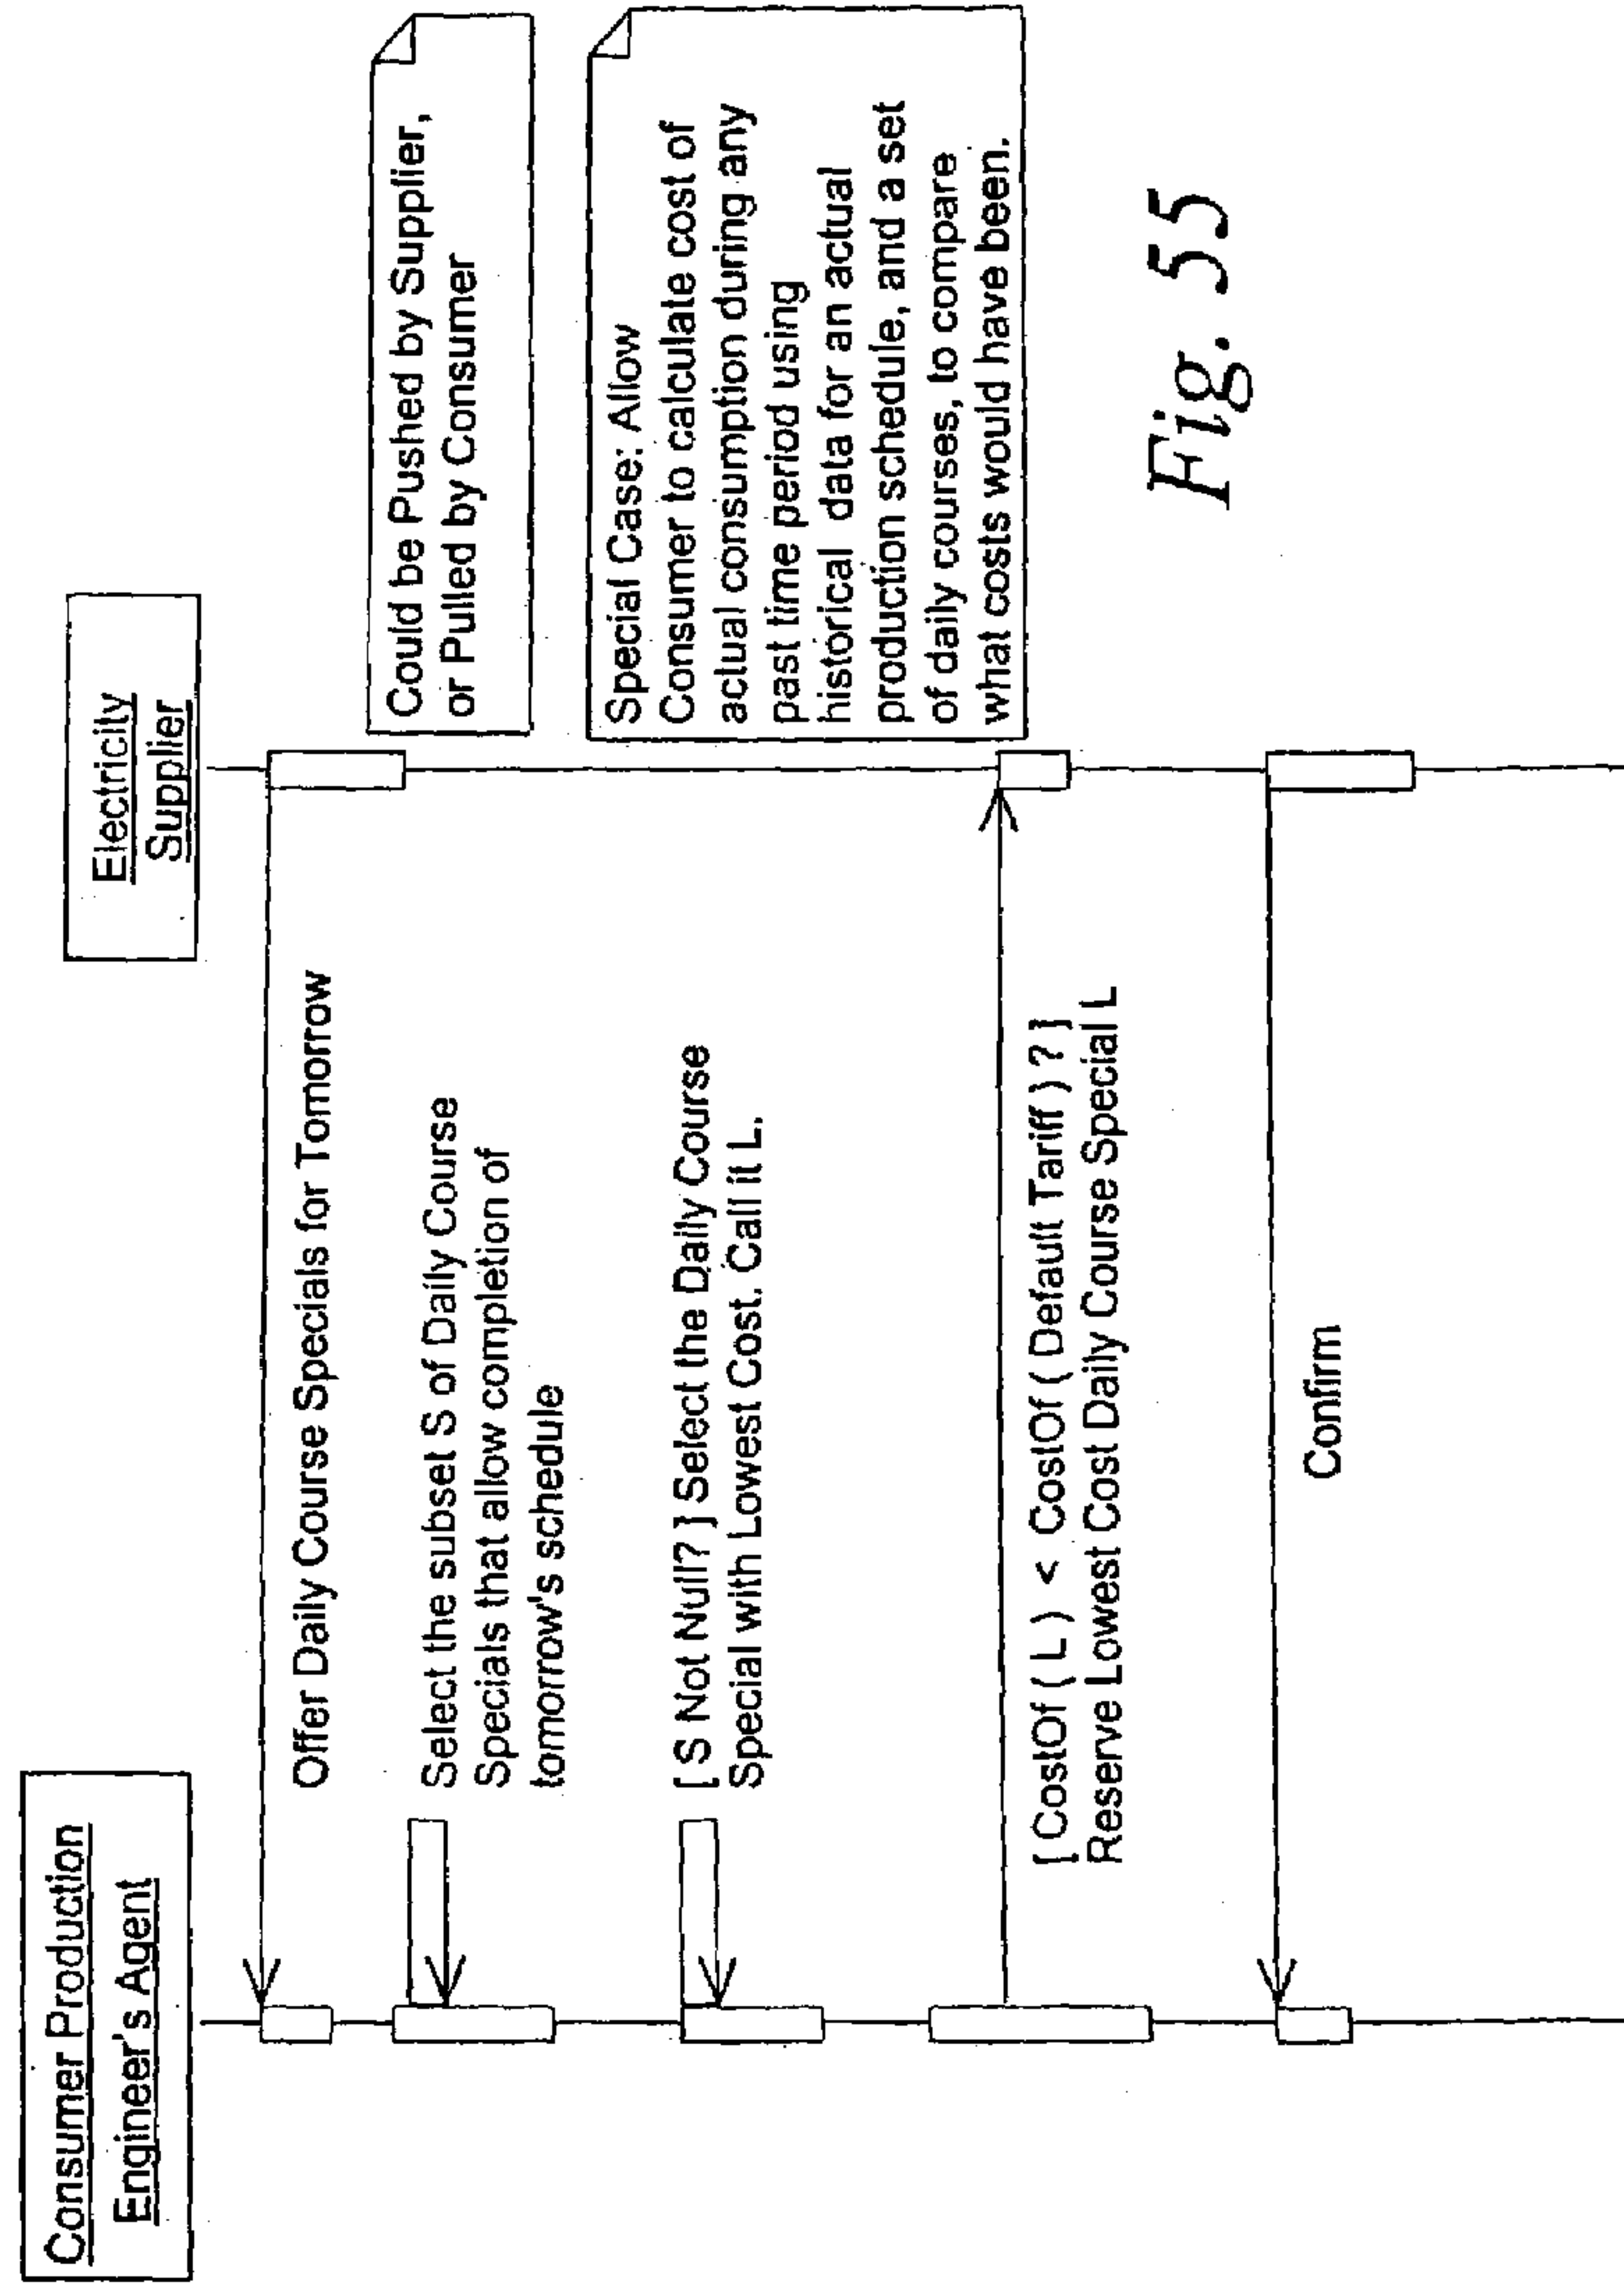 Consumer Production
Engineer's Agent
Electricity
Supplier
Offer Daily Course Specials for Tomorrow
Could be Pushed by Supplier,
or Pulled by Consumer
Select the subset S of Daily Course
Specials that allow completion of
tomorrow's schedule
Special Case: Allow
Consumer to calculate cost of
actual consumption during any
past time period using
historical data for an actual
production schedule, and a set
of daily courses, to compare
what costs would have been.
[ S Not Null? ] Select the Daily Course
Special with Lowest Cost. Call it L.
[ CostOf ( L ) < CostOf ( Default Tariff ) ? ]
Reserve Lowest Cost Daily Course Special L
Confirm
Fig. 55